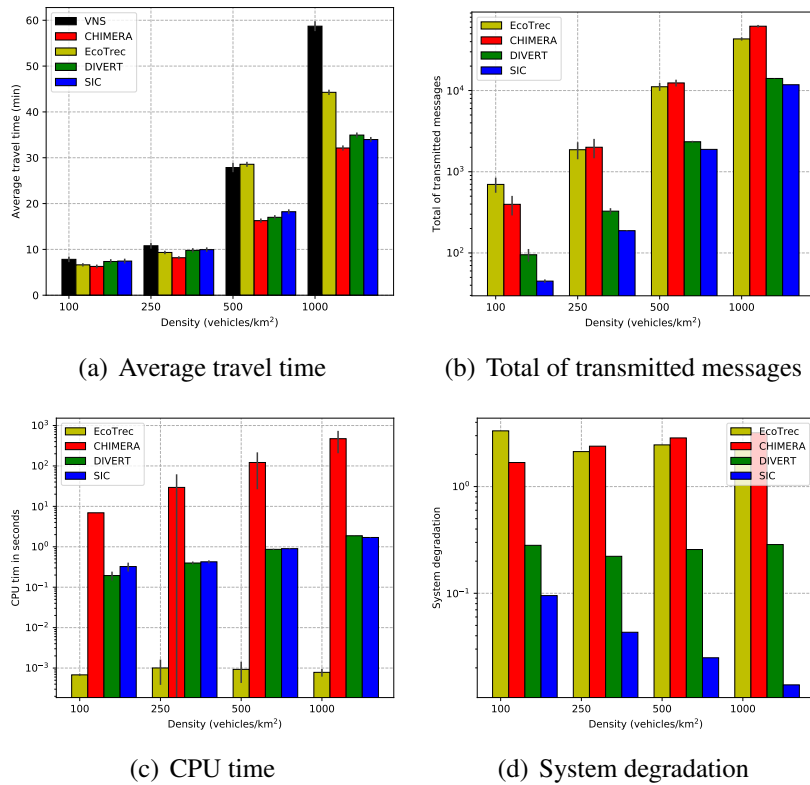 VNS
CHIMERA
EcoTrec
DIVERT
SIC
Average travel time (min)
60
50
40
30
20
10
0
100
250
500
1000
Density (vehicles/km²)
(a) Average travel time
EcoTrec
CHIMERA
DIVERT
SIC
Total of transmitted messages
10⁴
10³
10²
100
250
500
1000
Density (vehicles/km²)
(b) Total of transmitted messages
EcoTrec
CHIMERA
DIVERT
SIC
CPU tim in seconds
10³
10²
10¹
10⁰
10⁻¹
10⁻²
10⁻³
100
250
500
1000
Density (vehicles/km²)
(c) CPU time
EcoTrec
CHIMERA
DIVERT
SIC
System degradation
10⁰
10⁻¹
100
250
500
1000
Density (vehicles/km²)
(d) System degradation